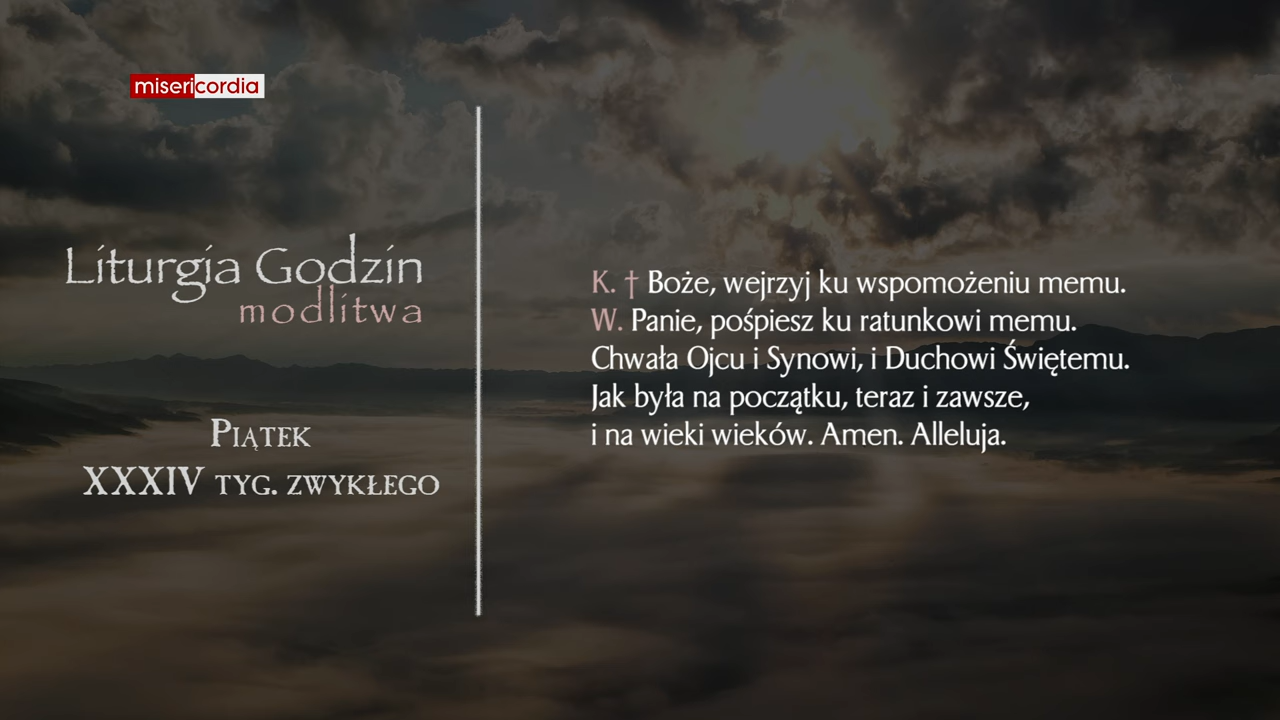 misericordia
Liturgia Godzin
modlitwa
Piątek
XXXIV tyg. zwykłego
K. † Boże, wejrzyj ku wspomożeniu memu.
W. Panie, pośpiesz ku ratunkowi memu.
Chwała Ojcu i Synowi, i Duchowi Świętemu.
Jak była na początku, teraz i zawsze,
i na wieki wieków. Amen. Alleluja.